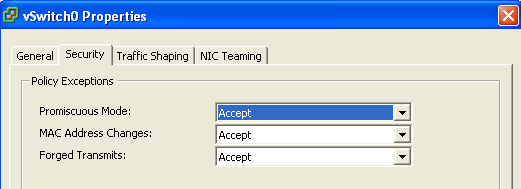 vSwitch0 Properties
General Security Traffic Shaping NIC Teaming
Policy Exceptions
Promiscuous Mode: Accept
MAC Address Changes: Accept
Forged Transmits: Accept